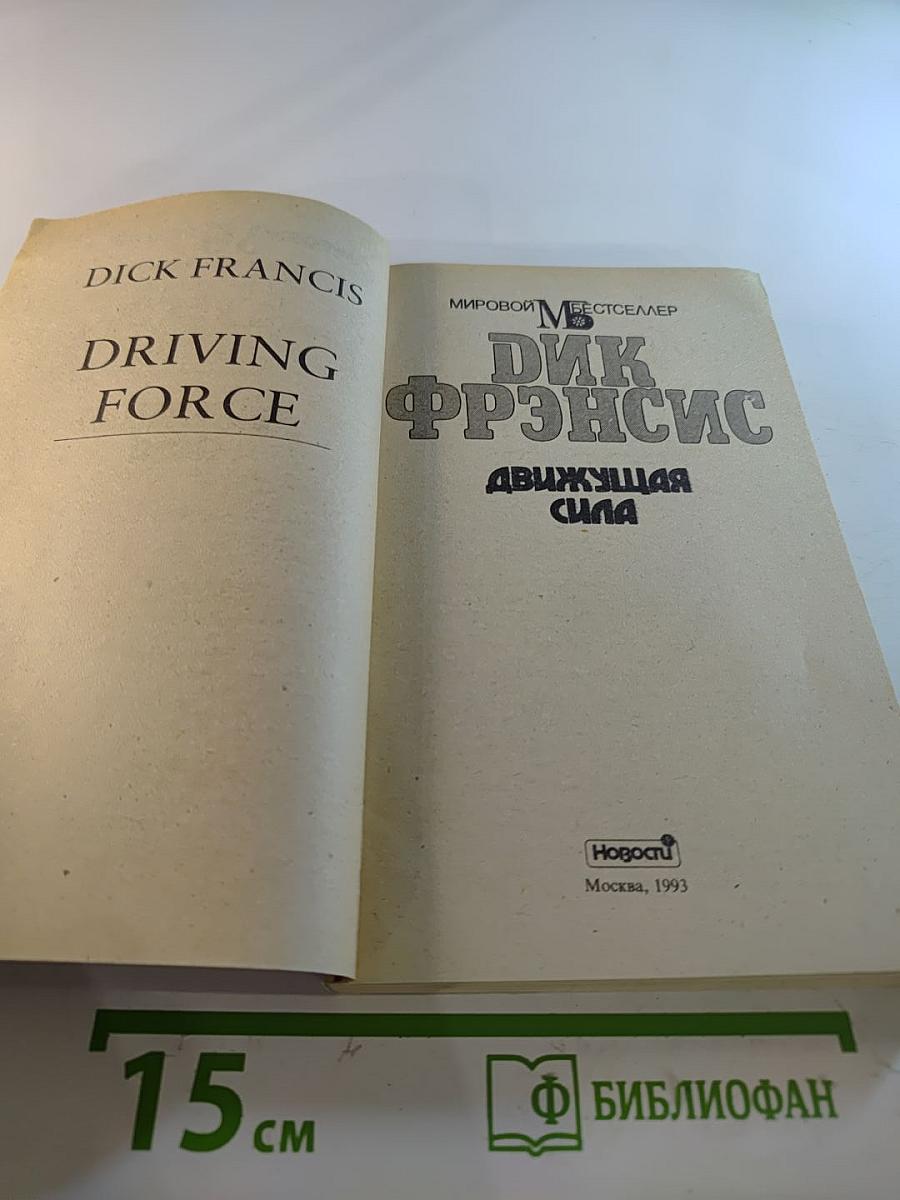 DICK FRANCIS
DRIVING
FORCE
МИРОВОЙ МБ БЕСТСЕЛЛЕР
ДИК
ФРЭНСИС
ДВИЖУЩАЯ
СИЛА
Новости
Москва, 1993
15 см
Ф БИБЛИОФАН